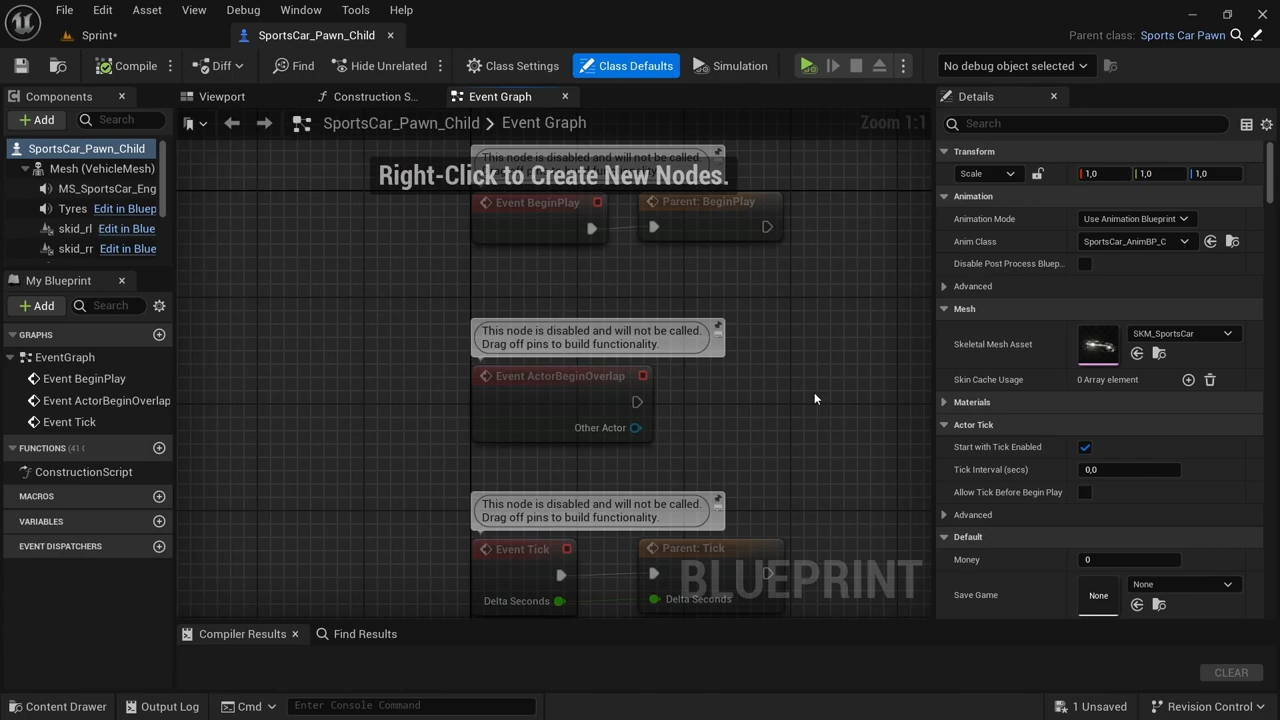 File Edit Asset View Debug Window Tools Help
Sprint*
SportsCar_Pawn_Child
Parent class: Sports Car Pawn
Compile Diff Find Hide Unrelated Class Settings Class Defaults Simulation No debug object selected
Components
Add Search
SportsCar_Pawn_Child
Mesh (VehicleMesh)
MS_SportsCar_Eng
Tyres Edit in Bluep
skid_rl Edit in Blue
skid_rr Edit in Blue
My Blueprint
Add Search
GRAPHS
EventGraph
Event BeginPlay
Event ActorBeginOverlap
Event Tick
FUNCTIONS (41 (
ConstructionScript
MACROS
VARIABLES
EVENT DISPATCHERS
Viewport Construction S... Event Graph
SportsCar_Pawn_Child > Event Graph
Zoom 1:1
This node is disabled and will not be called.
Right-Click to Create New Nodes.
Event BeginPlay
Parent: BeginPlay
This node is disabled and will not be called.
Drag off pins to build functionality.
Event ActorBeginOverlap
Other Actor
This node is disabled and will not be called.
Drag off pins to build functionality.
Event Tick
Delta Seconds
Parent: Tick
Delta Seconds
BLUEPRINT
Details
Search
Transform
Scale 1,0 1,0 1,0
Animation
Animation Mode Use Animation Blueprint
Anim Class SportsCar_AnimBP_C
Disable Post Process Bluep...
Advanced
Mesh
Skeletal Mesh Asset SKM_SportsCar
Skin Cache Usage 0 Array element
Materials
Actor Tick
Start with Tick Enabled
Tick Interval (secs) 0,0
Allow Tick Before Begin Play
Advanced
Default
Money 0
Save Game None None
Compiler Results Find Results
CLEAR
Content Drawer Output Log Cmd Enter Console Command 1 Unsaved Revision Control